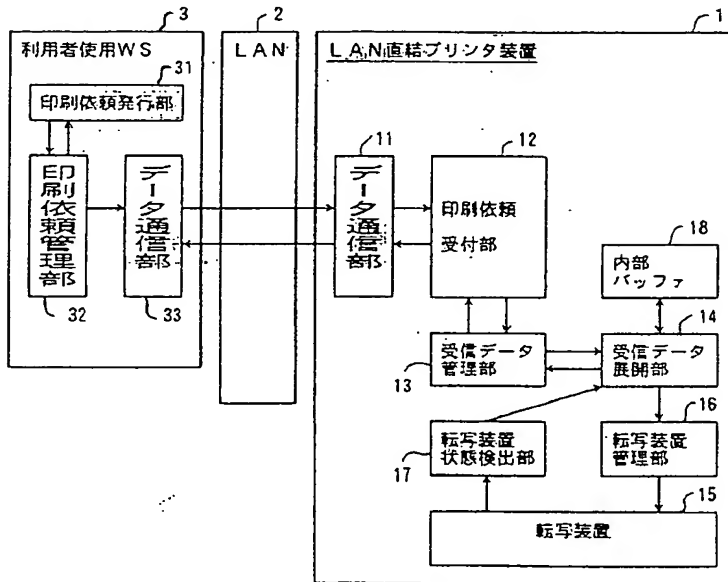 3
利用者使用WS
31
印刷依頼発行部
印刷依頼管理部
32
データ通信部
33
2
LAN
1
LAN直結プリンタ装置
11
データ通信部
12
印刷依頼
受付部
18
内部
バッファ
13
受信データ
管理部
14
受信データ
展開部
17
転写装置
状態検出部
16
転写装置
管理部
15
転写装置